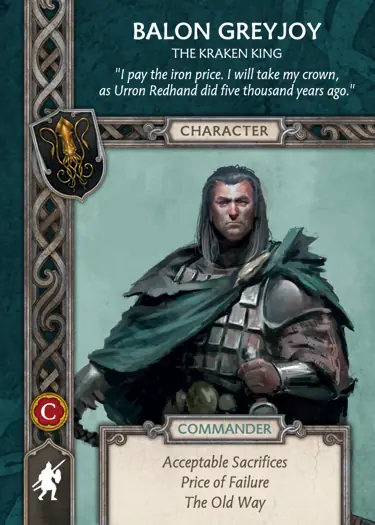 BALON GREYJOY
THE KRAKEN KING
"I pay the iron price. I will take my crown,
as Urron Redhand did five thousand years ago."
CHARACTER
C
COMMANDER
Acceptable Sacrifices
Price of Failure
The Old Way